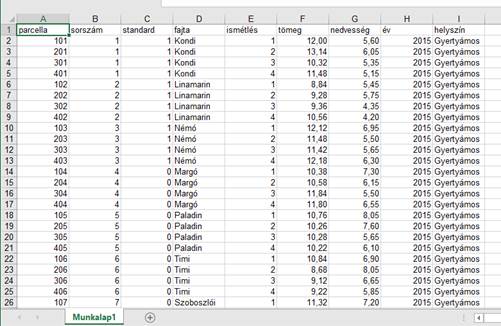 A B C D E F G H I
1 parcella sorszám standard fajta ismétlés tömeg nedvesség év helyszín
2 101 1 1 Kondi 1 12,00 5,60 2015 Gyertyámos
3 201 1 1 Kondi 2 13,14 6,05 2015 Gyertyámos
4 301 1 1 Kondi 3 10,32 5,35 2015 Gyertyámos
5 401 1 1 Kondi 4 11,48 5,15 2015 Gyertyámos
6 102 2 1 Linamarin 1 8,84 5,45 2015 Gyertyámos
7 202 2 1 Linamarin 2 9,28 5,75 2015 Gyertyámos
8 302 2 1 Linamarin 3 9,36 4,35 2015 Gyertyámos
9 402 2 1 Linamarin 4 10,56 4,20 2015 Gyertyámos
10 103 3 1 Némó 1 12,12 6,95 2015 Gyertyámos
11 203 3 1 Némó 2 11,48 5,50 2015 Gyertyámos
12 303 3 1 Némó 3 11,42 5,65 2015 Gyertyámos
13 403 3 1 Némó 4 12,18 6,30 2015 Gyertyámos
14 104 4 0 Margó 1 10,38 7,30 2015 Gyertyámos
15 204 4 0 Margó 2 10,58 6,15 2015 Gyertyámos
16 304 4 0 Margó 3 11,84 5,50 2015 Gyertyámos
17 404 4 0 Margó 4 11,80 6,55 2015 Gyertyámos
18 105 5 0 Paladin 1 10,76 8,05 2015 Gyertyámos
19 205 5 0 Paladin 2 10,26 7,60 2015 Gyertyámos
20 305 5 0 Paladin 3 10,28 5,65 2015 Gyertyámos
21 405 5 0 Paladin 4 10,22 6,10 2015 Gyertyámos
22 106 6 0 Timi 1 10,84 6,90 2015 Gyertyámos
23 206 6 0 Timi 2 8,68 8,05 2015 Gyertyámos
24 306 6 0 Timi 3 9,12 6,65 2015 Gyertyámos
25 406 6 0 Timi 4 9,22 5,85 2015 Gyertyámos
26 107 7 0 Szoboszlói 1 11,32 7,20 2015 Gyertyámos
Munkalap1